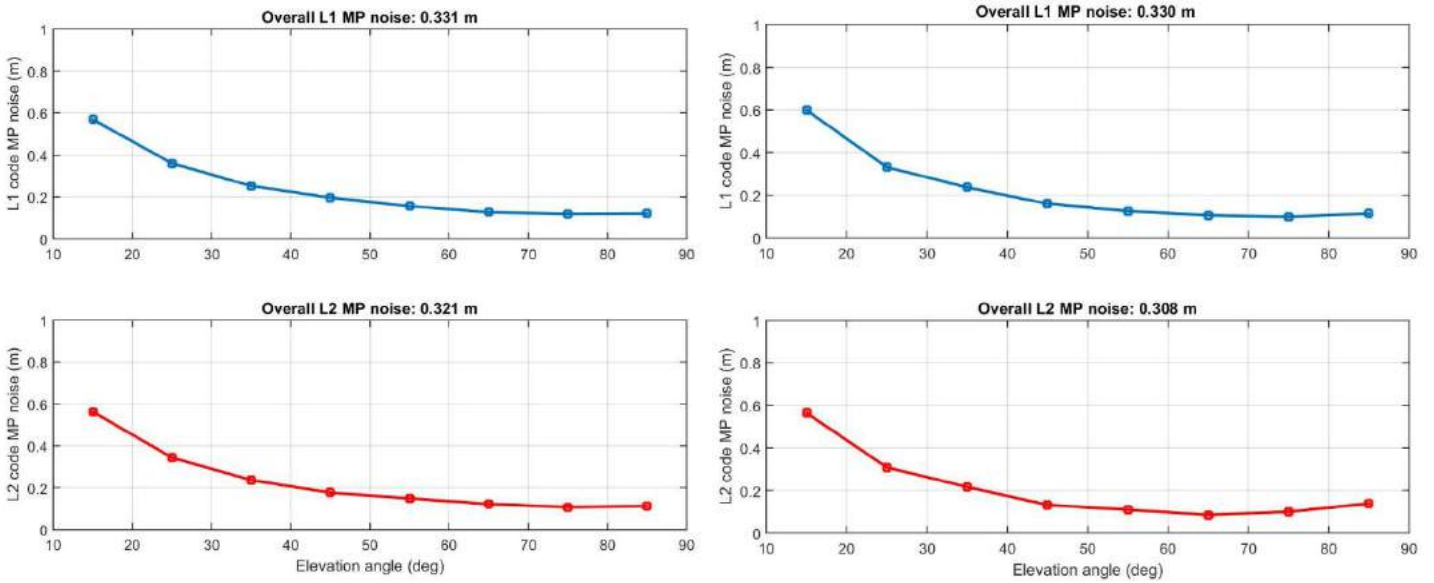 Overall L1 MP noise: 0.331 m
L1 code MP noise (m)
1
0.8
0.6
0.4
0.2
0
10 20 30 40 50 60 70 80 90
Overall L1 MP noise: 0.330 m
L1 code MP noise (m)
1
0.8
0.6
0.4
0.2
0
10 20 30 40 50 60 70 80 90
Overall L2 MP noise: 0.321 m
L2 code MP noise (m)
1
0.8
0.6
0.4
0.2
0
10 20 30 40 50 60 70 80 90
Elevation angle (deg)
Overall L2 MP noise: 0.308 m
L2 code MP noise (m)
1
0.8
0.6
0.4
0.2
0
10 20 30 40 50 60 70 80 90
Elevation angle (deg)